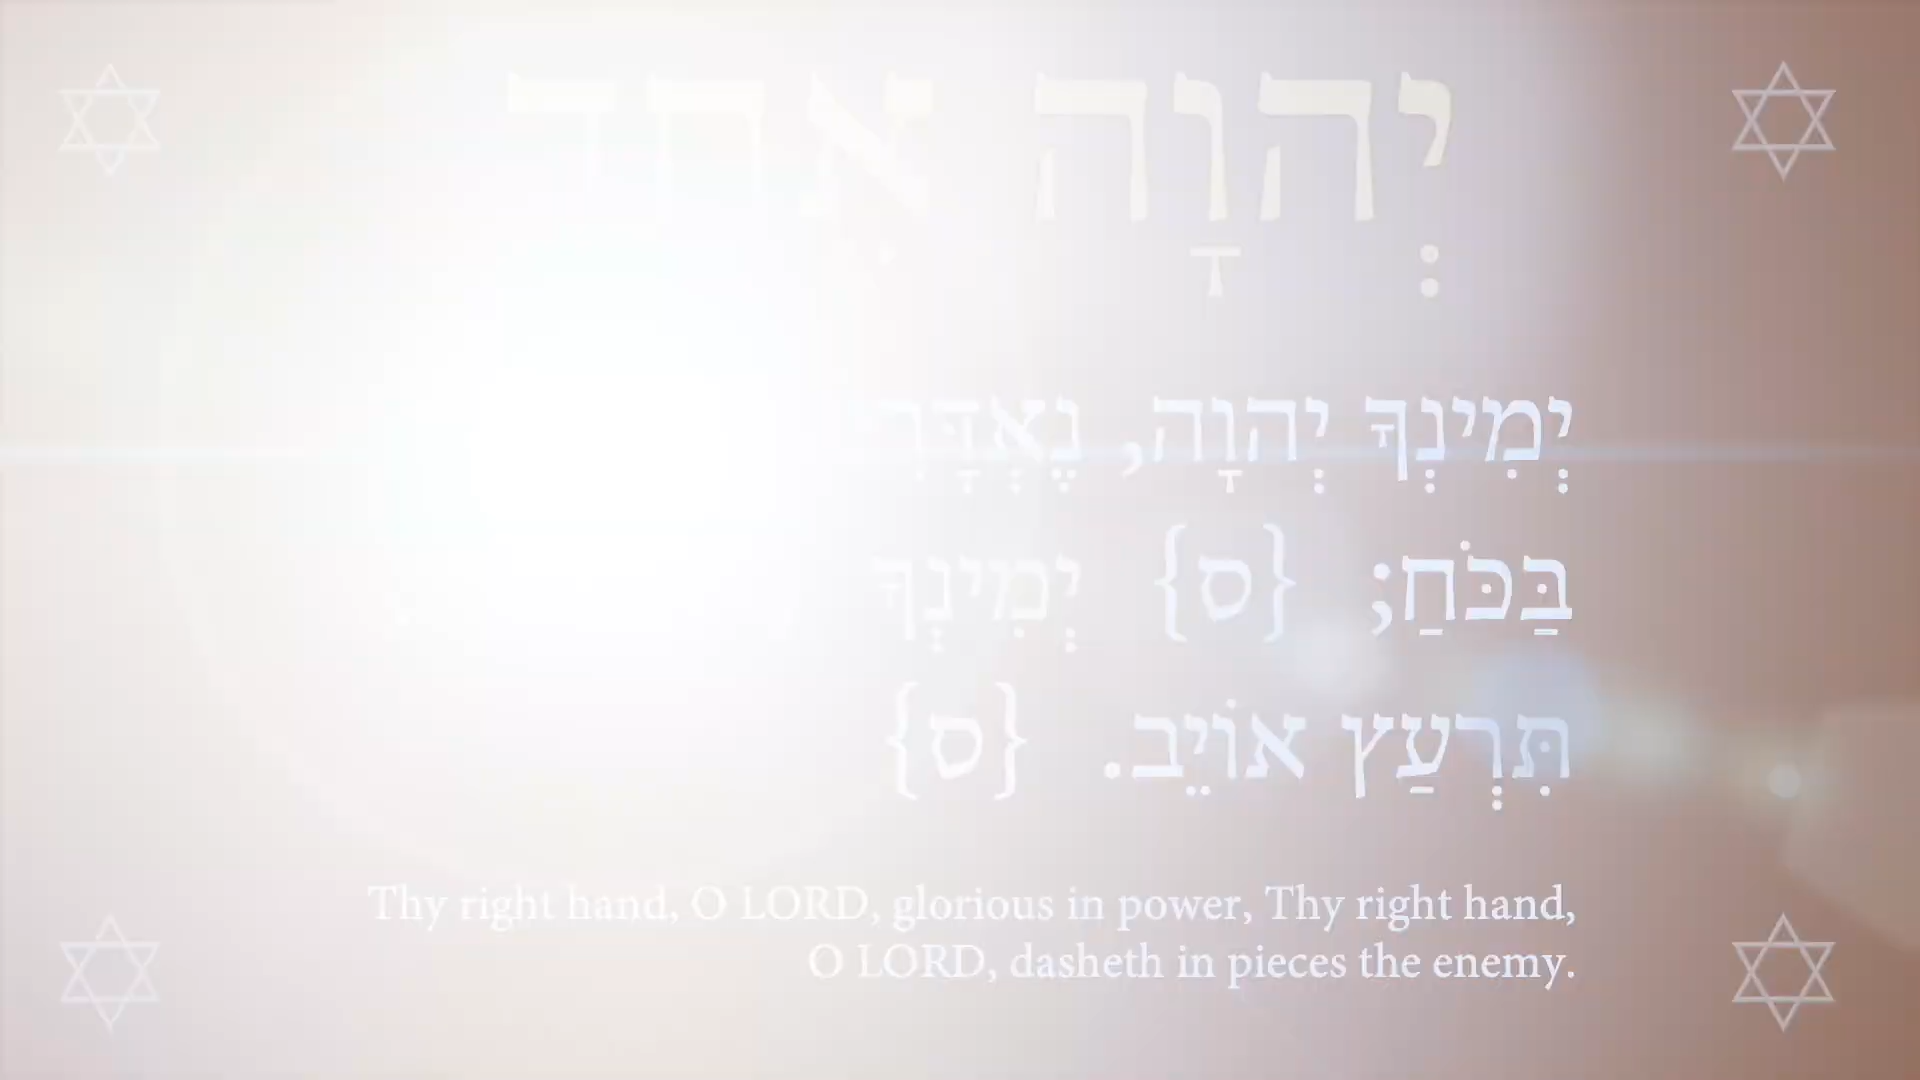 יְהוָה אֶחָד
יְמִינְךָ יְהוָה, נֶאְדָּרִי
בַּכֹּחַ; {ס} יְמִינְךָ
תִּרְעַץ אוֹיֵב. {ס}
Thy right hand, O LORD, glorious in power, Thy right hand,
O LORD, dasheth in pieces the enemy.